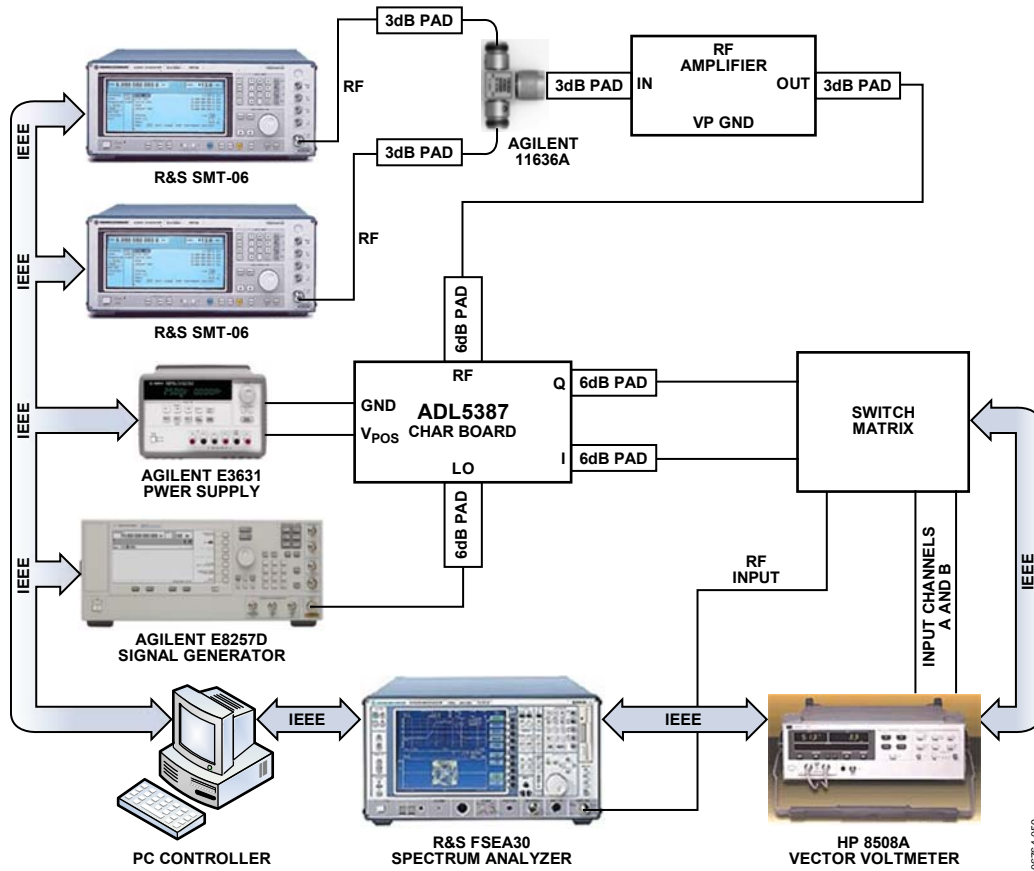 3dB PAD
RF
3dB PAD
AGILENT
11636A
3dB PAD
RF
AMPLIFIER
IN
OUT
VP GND
3dB PAD
IEEE
R&S SMT-06
RF
IEEE
R&S SMT-06
6dB PAD
RF
GND
VPOS
ADL5387
CHAR BOARD
LO
Q
I
6dB PAD
6dB PAD
SWITCH
MATRIX
IEEE
AGILENT E3631
PWER SUPPLY
6dB PAD
IEEE
AGILENT E8257D
SIGNAL GENERATOR
RF
INPUT
INPUT CHANNELS
A AND B
IEEE
IEEE
IEEE
PC CONTROLLER
R&S FSEA30
SPECTRUM ANALYZER
HP 8508A
VECTOR VOLTMETER